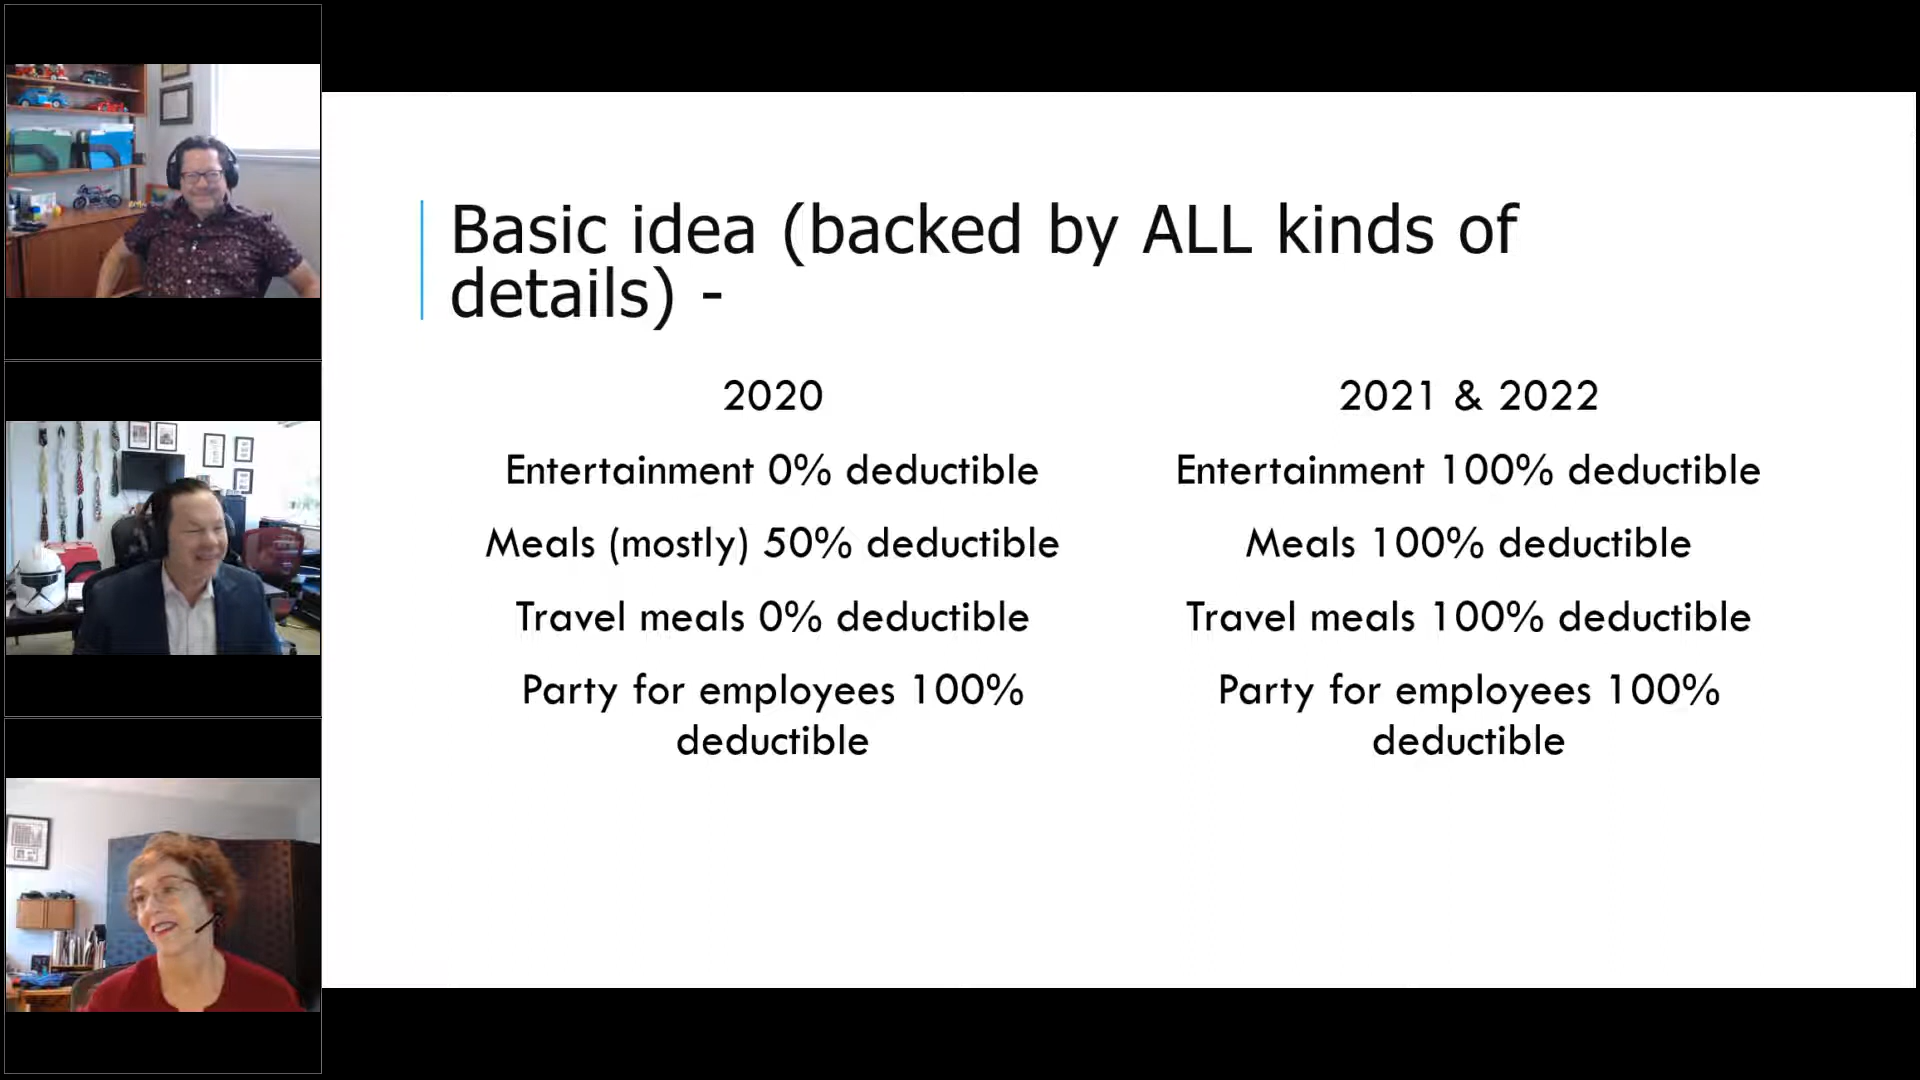 Basic idea (backed by ALL kinds of
details) -
2020
Entertainment 0% deductible
Meals (mostly) 50% deductible
Travel meals 0% deductible
Party for employees 100%
deductible
2021 & 2022
Entertainment 100% deductible
Meals 100% deductible
Travel meals 100% deductible
Party for employees 100%
deductible